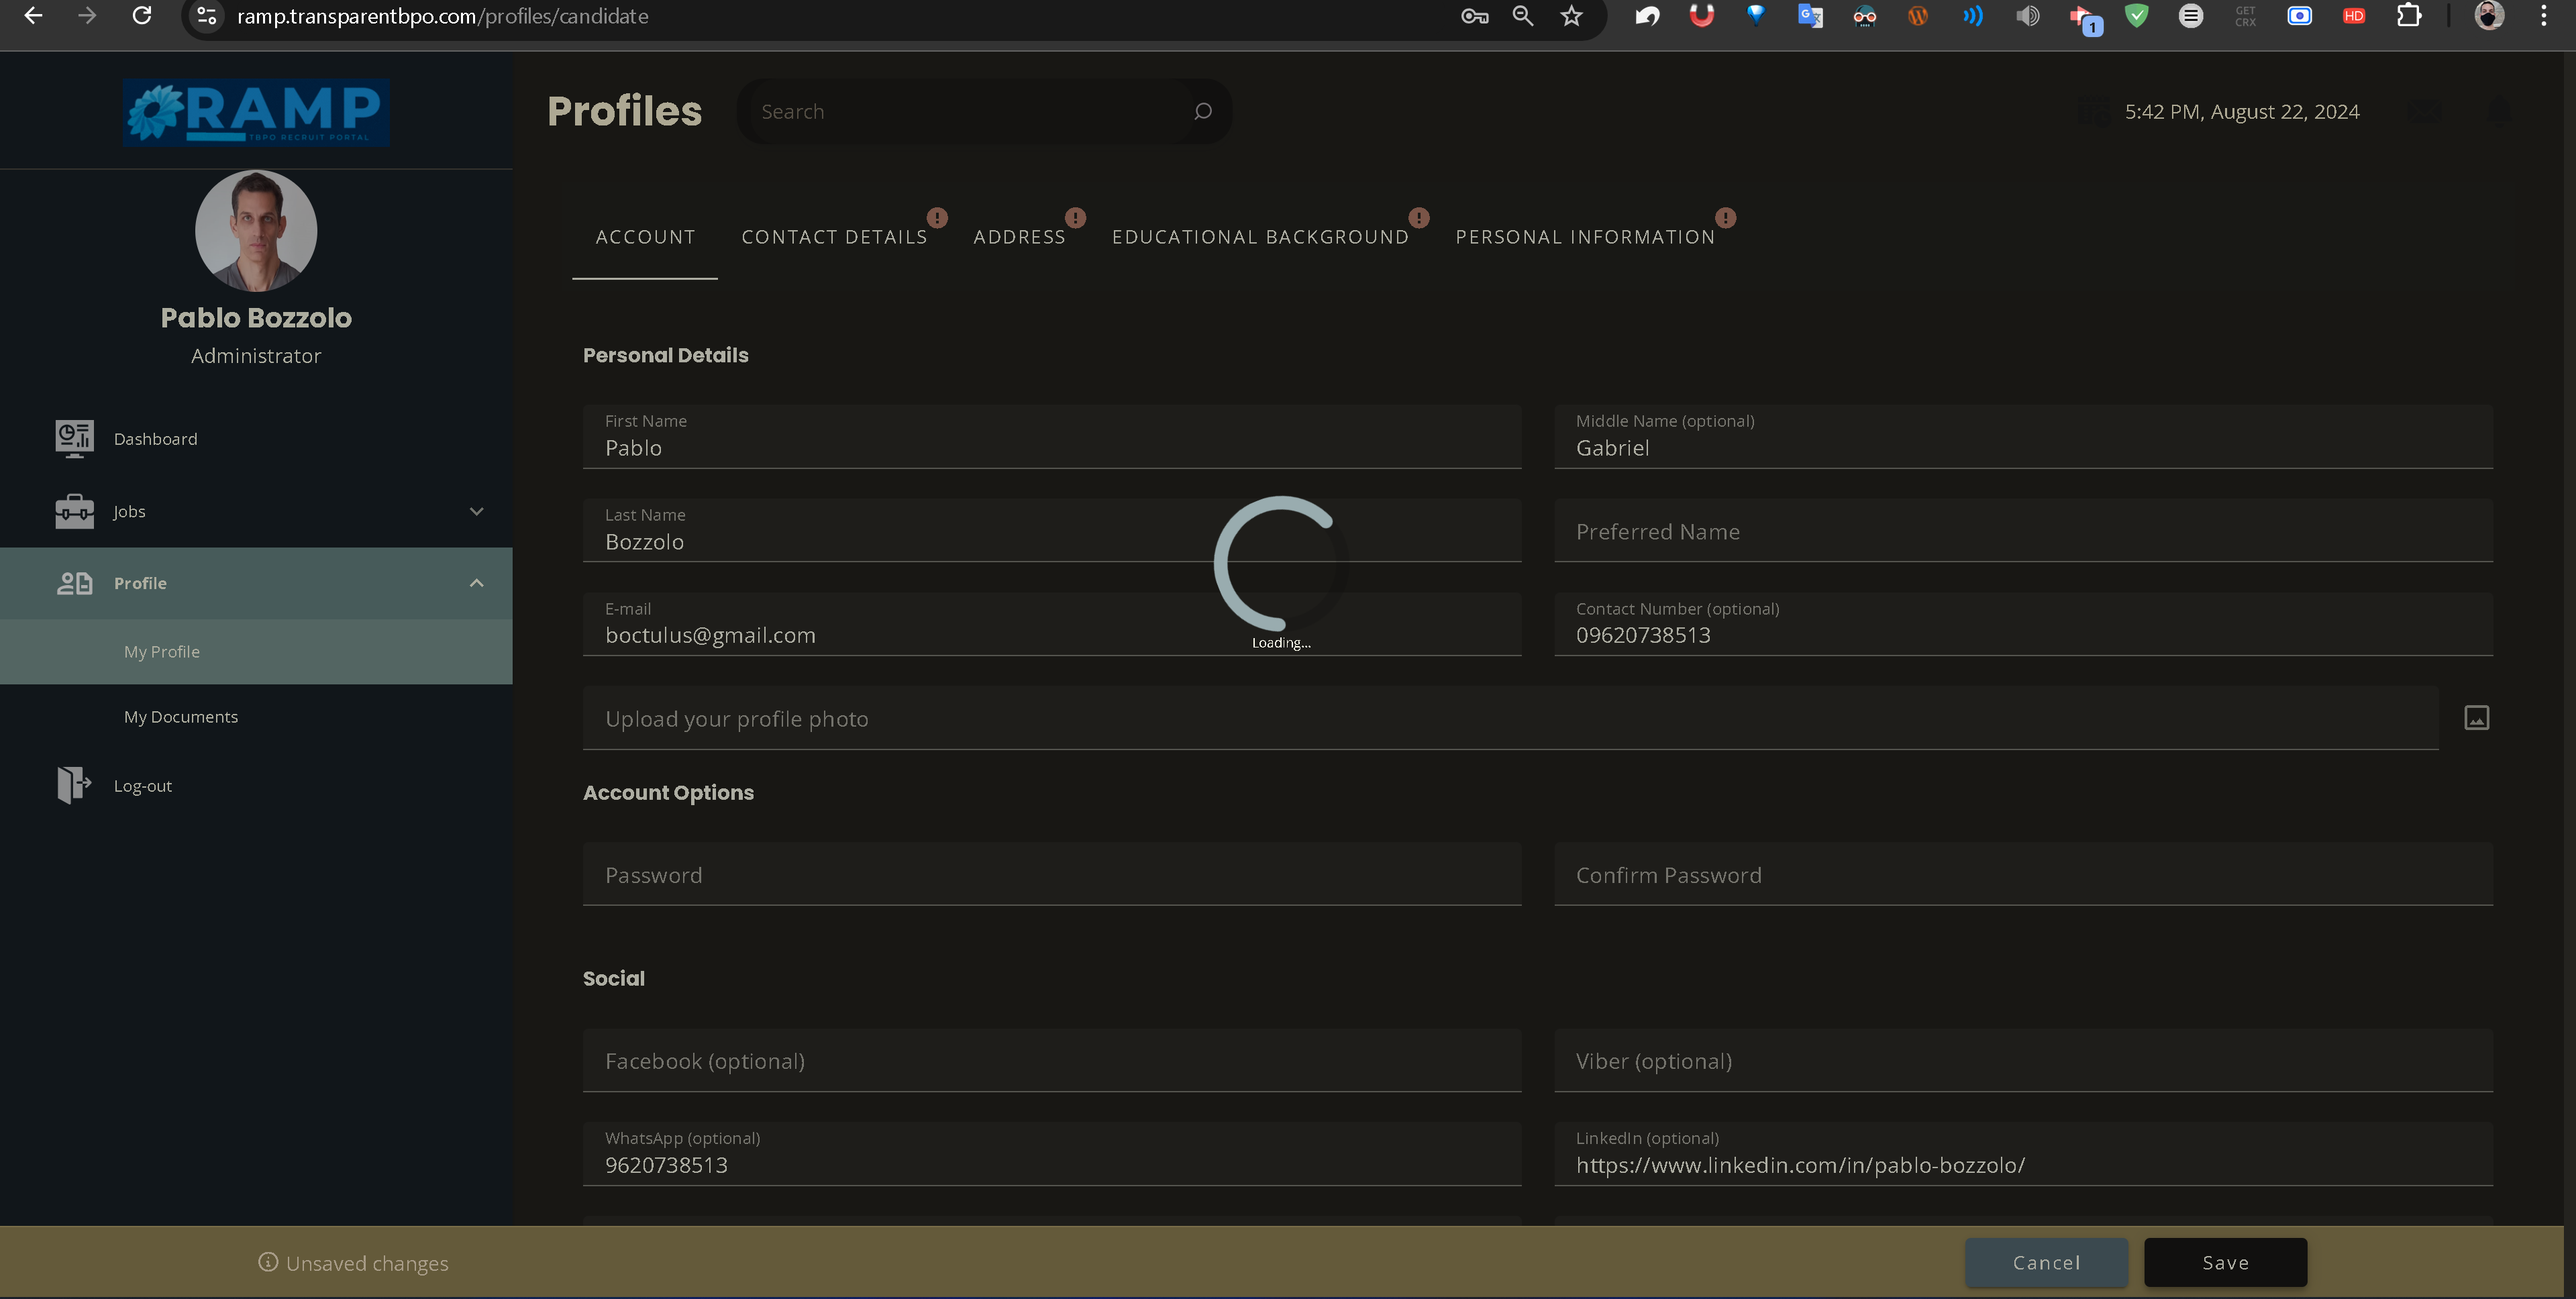 ramp.transparentbpo.com/profiles/candidate
GET
CRX
HD
1
RAMP
TBPO RECRUIT PORTAL
Profiles
Search
5:42 PM, August 22, 2024
Pablo Bozzolo
Administrator
Dashboard
Jobs
Profile
My Profile
My Documents
Log-out
ACCOUNT
CONTACT DETAILS
ADDRESS
EDUCATIONAL BACKGROUND
PERSONAL INFORMATION
Personal Details
First Name
Pablo
Middle Name (optional)
Gabriel
Last Name
Bozzolo
Preferred Name
E-mail
boctulus@gmail.com
Contact Number (optional)
09620738513
Loading...
Upload your profile photo
Account Options
Password
Confirm Password
Social
Facebook (optional)
Viber (optional)
WhatsApp (optional)
9620738513
LinkedIn (optional)
https://www.linkedin.com/in/pablo-bozzolo/
Unsaved changes
Cancel
Save